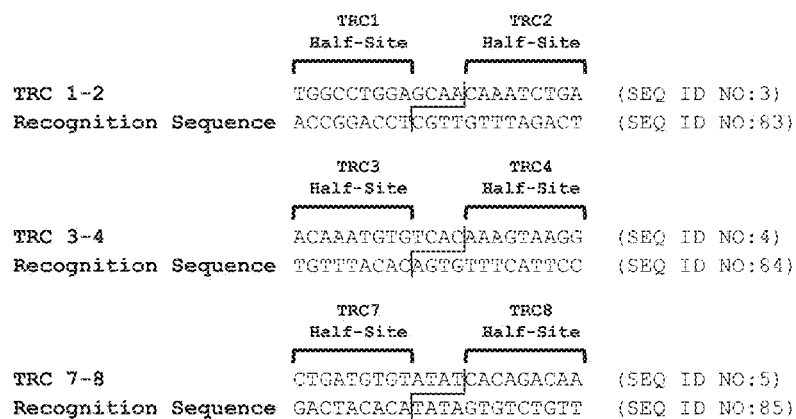 TRC1 TRC2
Half-Site Half-Site
TRC 1-2 TGGCCTGGAGCAACAAATCTGA (SEQ ID NO:3)
Recognition Sequence ACCGGACCTCGTTGTTTAGACT (SEQ ID NO:83)
TRC3 TRC4
Half-Site Half-Site
TRC 3-4 ACAAATGTGTCACAAAGTAAGG (SEQ ID NO:4)
Recognition Sequence TGTTTACACAGTGTTTCATTCC (SEQ ID NO:84)
TRC7 TRC8
Half-Site Half-Site
TRC 7-8 CTGATGTGTATATCACAGACAA (SEQ ID NO:5)
Recognition Sequence GACTACACATATAGTGTCTGTT (SEQ ID NO:85)